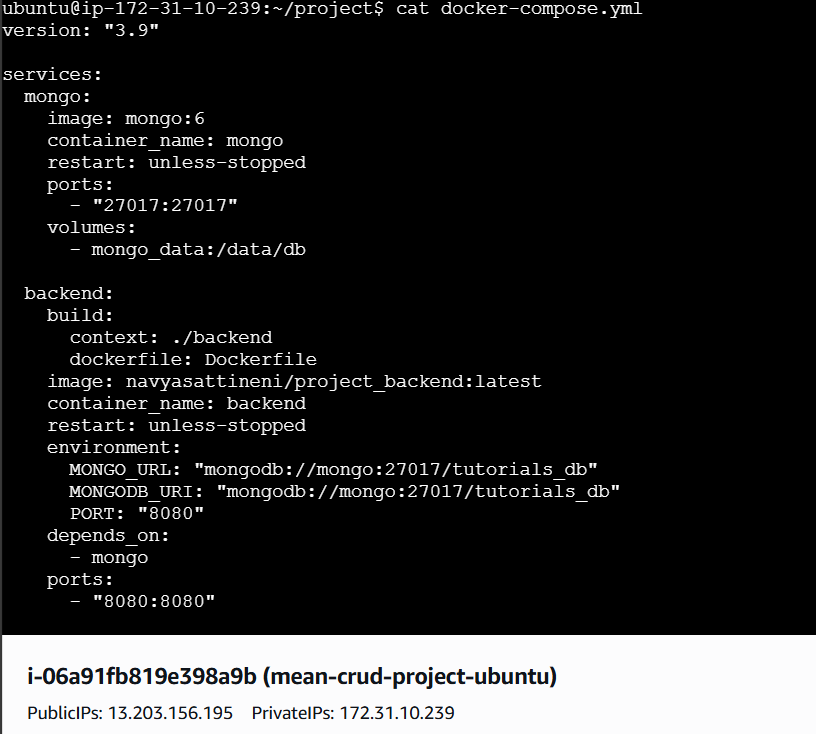 ubuntu@ip-172-31-10-239:~/project$ cat docker-compose.yml
version: "3.9"

services:
  mongo:
    image: mongo:6
    container_name: mongo
    restart: unless-stopped
    ports:
      - "27017:27017"
    volumes:
      - mongo_data:/data/db

  backend:
    build:
      context: ./backend
      dockerfile: Dockerfile
    image: navyasattineni/project_backend:latest
    container_name: backend
    restart: unless-stopped
    environment:
      MONGO_URL: "mongodb://mongo:27017/tutorials_db"
      MONGODB_URI: "mongodb://mongo:27017/tutorials_db"
      PORT: "8080"
    depends_on:
      - mongo
    ports:
      - "8080:8080"

i-06a91fb819e398a9b (mean-crud-project-ubuntu)
PublicIPs: 13.203.156.195    PrivateIPs: 172.31.10.239